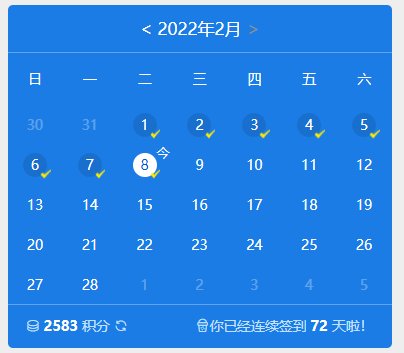 < 2022年2月 >
日 一 二 三 四 五 六
30 31 1 2 3 4 5
6 7 8 今 9 10 11 12
13 14 15 16 17 18 19
20 21 22 23 24 25 26
27 28 1 2 3 4 5
2583 积分 你已经连续签到 72 天啦!